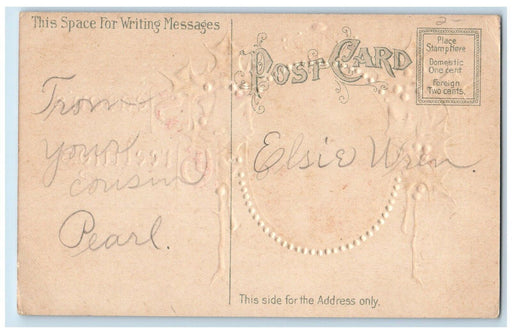 This Space For Writing Messages
POST CARD
Place
Stamp Here
Domestic
One cent
Foreign
Two cents.
From
your
cousin
Pearl.
Elsie Wren
This side for the Address only.